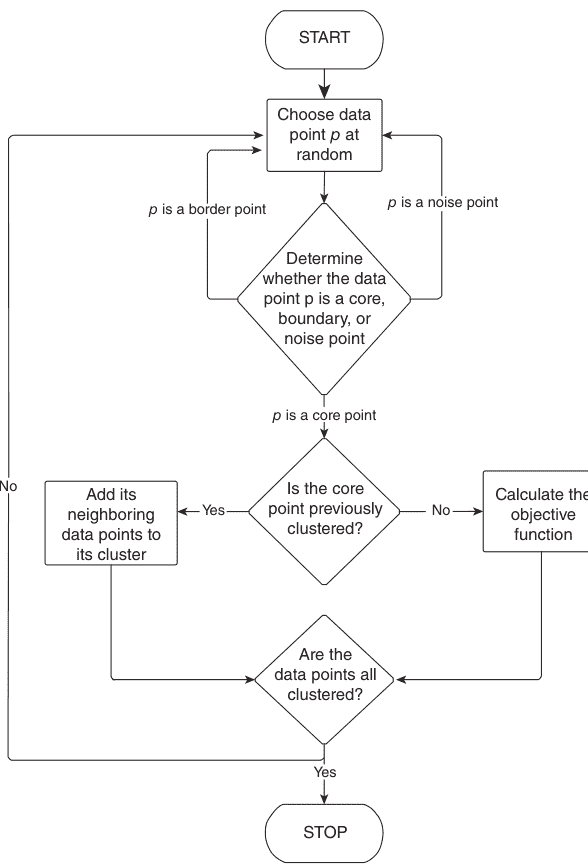 START
Choose data
point p at
random
p is a border point
p is a noise point
Determine
whether the data
point p is a core,
boundary, or
noise point
p is a core point
No
Add its
neighboring
data points to
its cluster
Yes
Is the core
point previously
clustered?
No
Calculate the
objective
function
Are the
data points all
clustered?
Yes
STOP